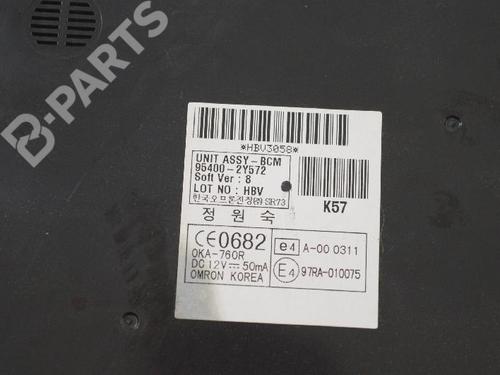 B-PARTS
*HBV3058*
UNIT ASSY-BCM
95400-2Y572
Soft Ver : 8
LOT NO : HBV
한국오므론전장㈜ SIR73
K57
정원숙
CE0682
OKA-760R
DC 12V 50mA
OMRON KOREA
e4 A-00 0311
E4 97RA-010075